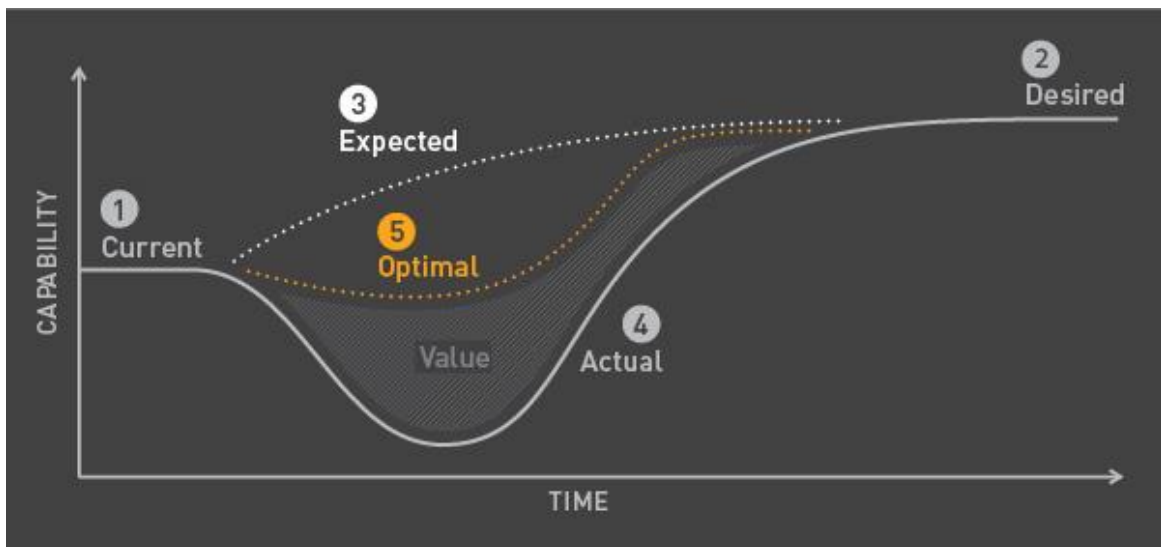 2
Desired
3
Expected
1
Current
5
Optimal
4
Actual
Value
CAPABILITY
TIME